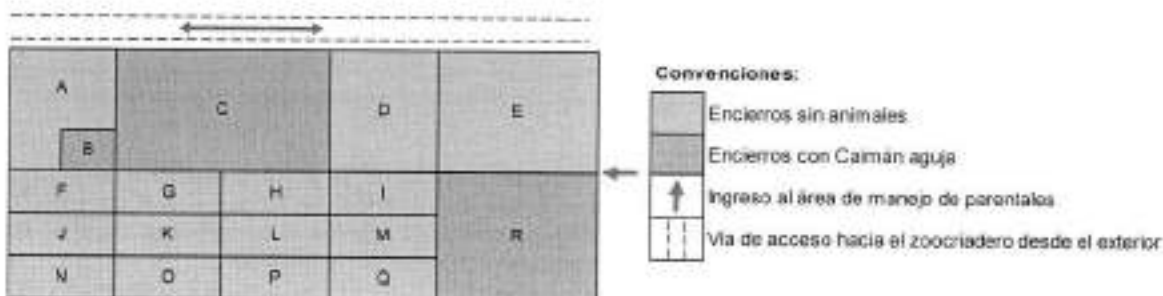 A
B
C
D
E
F
G
H
I
J
K
L
M
N
O
P
Q
R
Convenciones:
Encierros sin animales
Encierros con Caimán aguja
Ingreso al área de manejo de parentales
Vía de acceso hacia el zoocriadero desde el exterior